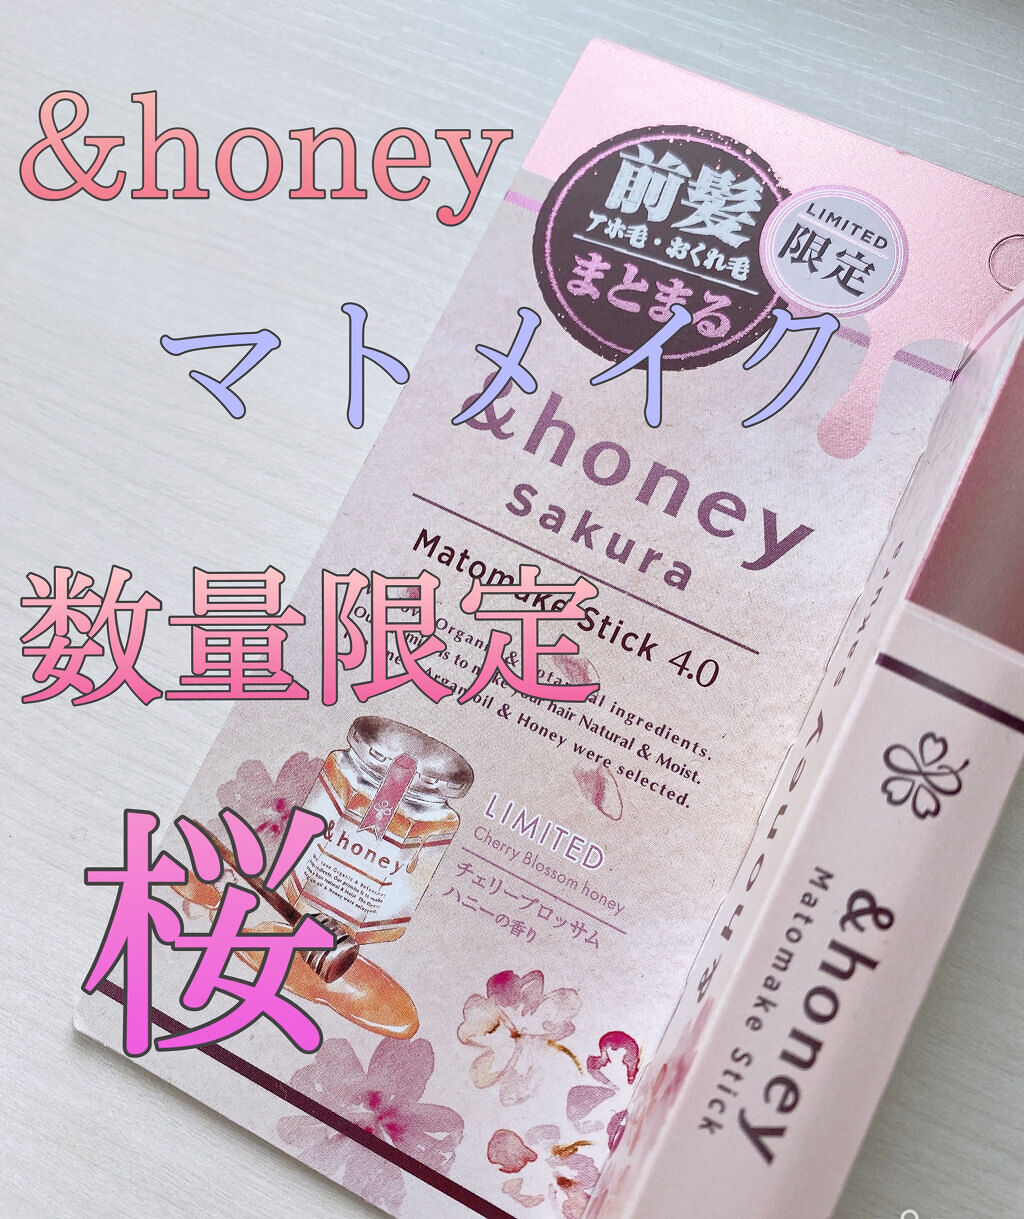 &honey
マトメイク
数量限定
桜
前髪
アホ毛・おくれ毛
まとまる
LIMITED
限定
&honey
sakura
Matomake Stick 4.0
Organic & Botanical ingredients.
is to make your hair Natural & Moist.
Argan oil & Honey were selected.
LIMITED
Cherry Blossom honey
チェリーブロッサム
ハニーの香り
&honey
&honey
Matomake Stick